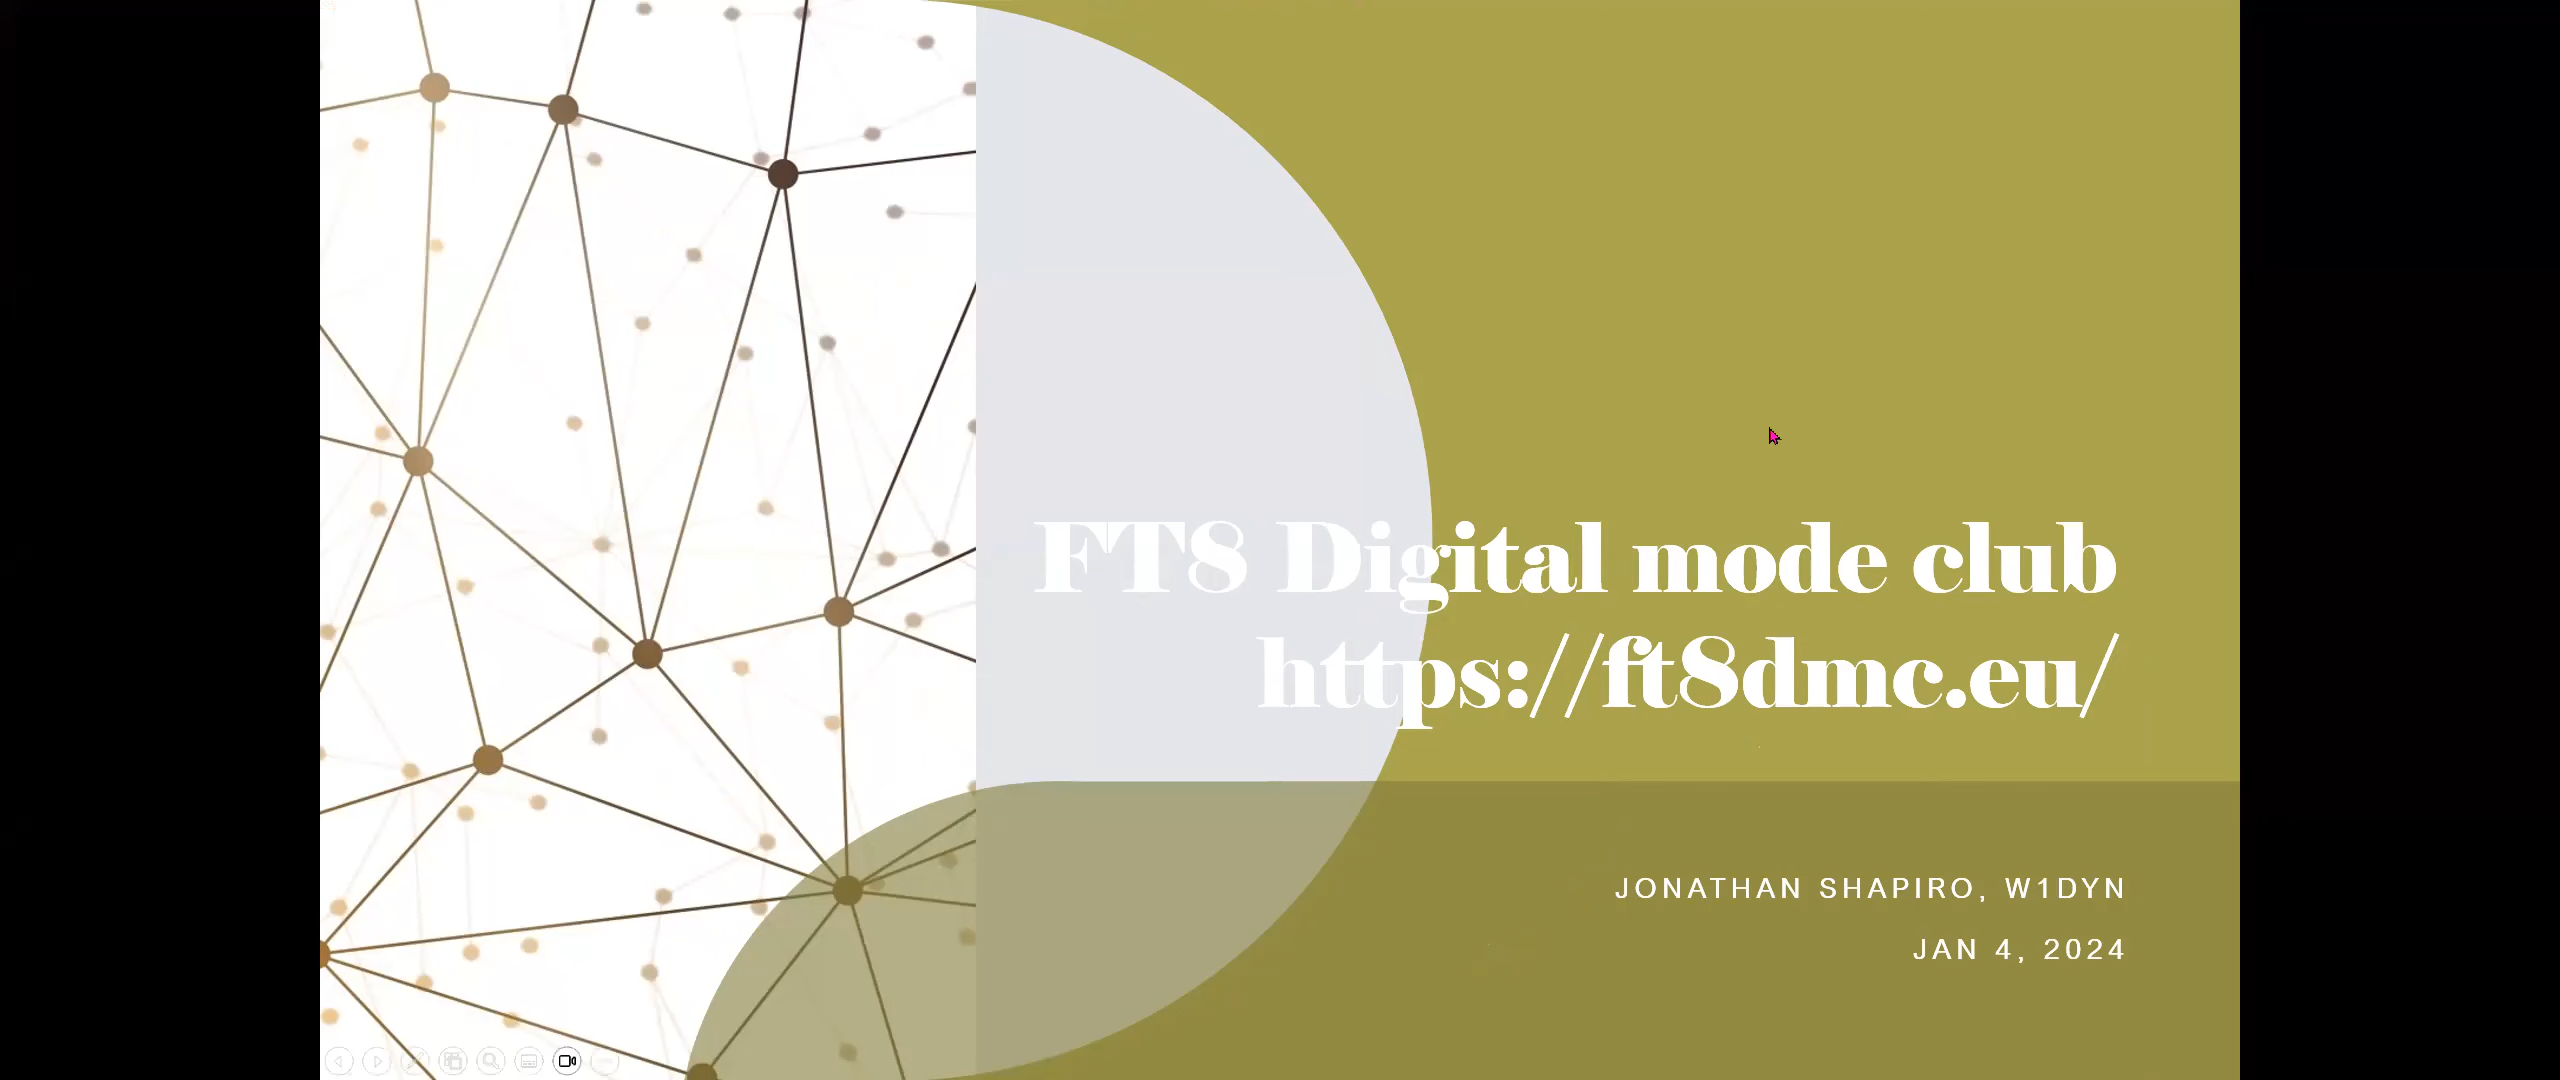 FT8 Digital mode club
https://ft8dmc.eu/
JONATHAN SHAPIRO, W1DYN
JAN 4, 2024